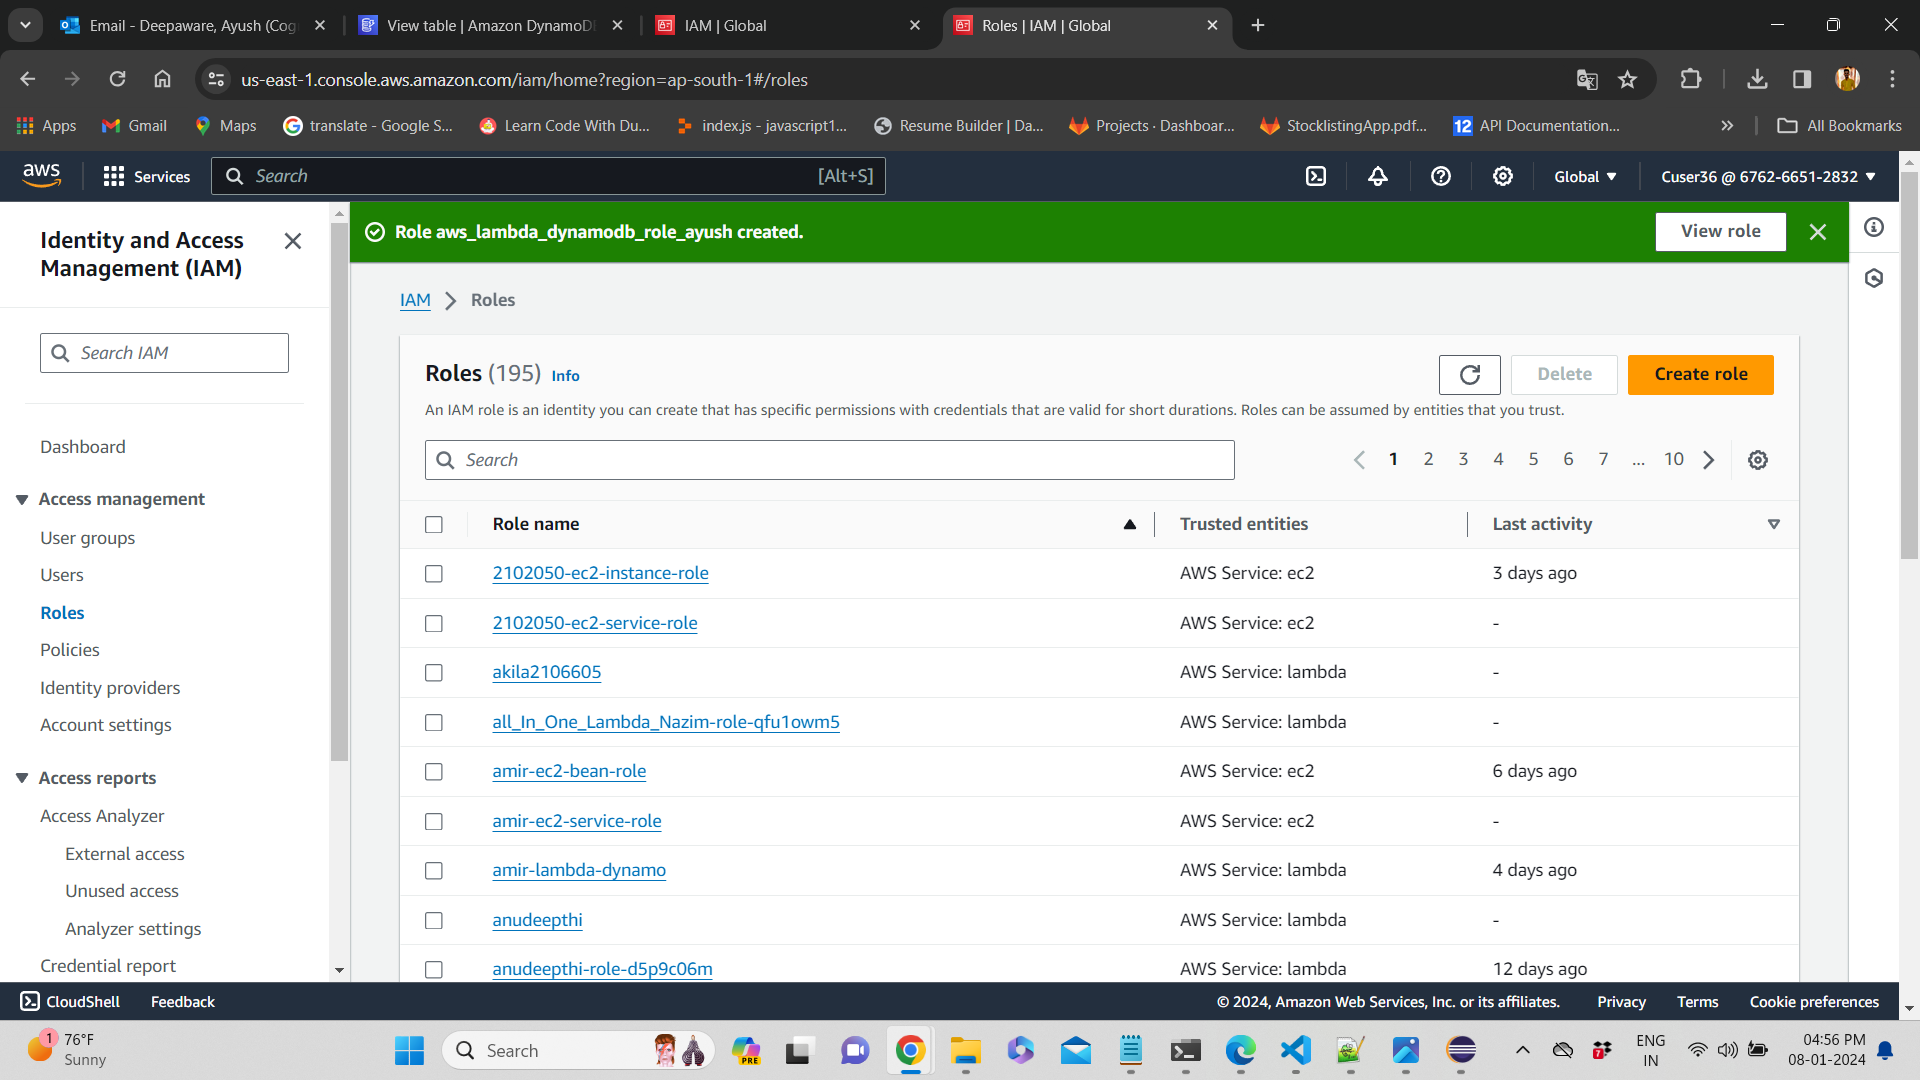 Email - Deepaware, Ayush (Cog
View table | Amazon DynamoD
IAM | Global
Roles | IAM | Global
us-east-1.console.aws.amazon.com/iam/home?region=ap-south-1#/roles
Apps
Gmail
Maps
translate - Google S...
Learn Code With Du...
index.js - javascript1...
Resume Builder | Da...
Projects · Dashboar...
StocklistingApp.pdf...
12 API Documentation...
All Bookmarks
aws
Services
Search
[Alt+S]
Global
Cuser36 @ 6762-6651-2832
Identity and Access
Management (IAM)
Search IAM
Dashboard
Access management
User groups
Users
Roles
Policies
Identity providers
Account settings
Access reports
Access Analyzer
External access
Unused access
Analyzer settings
Credential report
Role aws_lambda_dynamodb_role_ayush created.
View role
IAM > Roles
Roles (195) Info
Delete
Create role
An IAM role is an identity you can create that has specific permissions with credentials that are valid for short durations. Roles can be assumed by entities that you trust.
Search
1 2 3 4 5 6 7 ... 10
Role name Trusted entities Last activity
2102050-ec2-instance-role AWS Service: ec2 3 days ago
2102050-ec2-service-role AWS Service: ec2 -
akila2106605 AWS Service: lambda -
all_In_One_Lambda_Nazim-role-qfu1owm5 AWS Service: lambda -
amir-ec2-bean-role AWS Service: ec2 6 days ago
amir-ec2-service-role AWS Service: ec2 -
amir-lambda-dynamo AWS Service: lambda 4 days ago
anudeepthi AWS Service: lambda -
anudeepthi-role-d5p9c06m AWS Service: lambda 12 days ago
CloudShell
Feedback
© 2024, Amazon Web Services, Inc. or its affiliates.
Privacy
Terms
Cookie preferences
1
76°F
Sunny
Search
PRE
7
ENG
IN
04:56 PM
08-01-2024